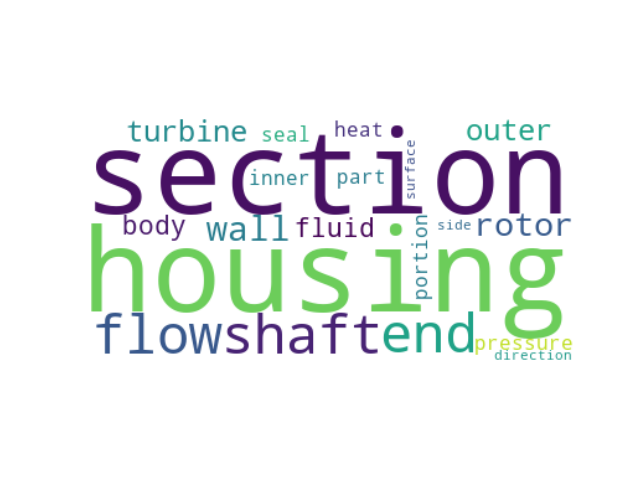 turbine seal heat outer
section
surface
inner part
body wall fluid portion side rotor
housing
flow shaft end pressure
direction